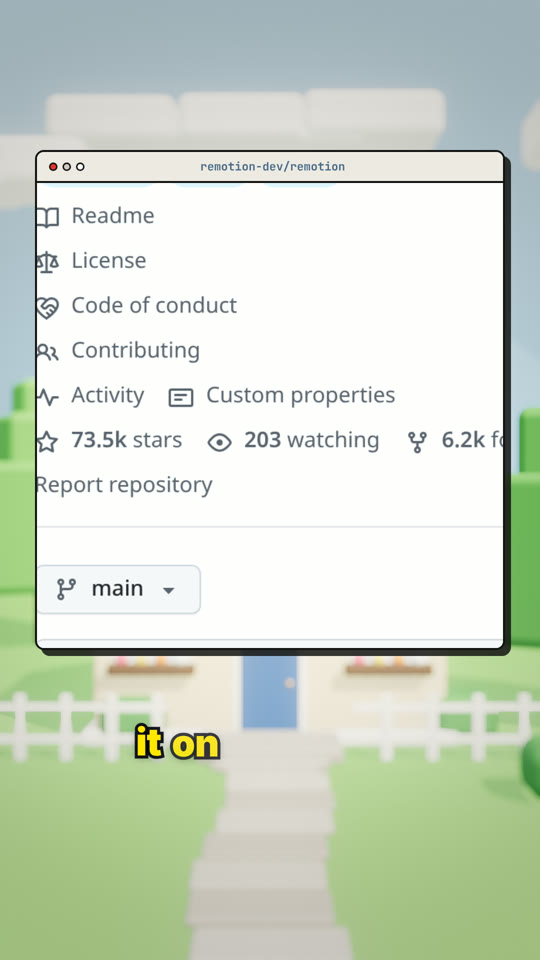 remotion-dev/remotion
Readme
License
Code of conduct
Contributing
Activity Custom properties
73.5k stars 203 watching 6.2k
Report repository
main
it on